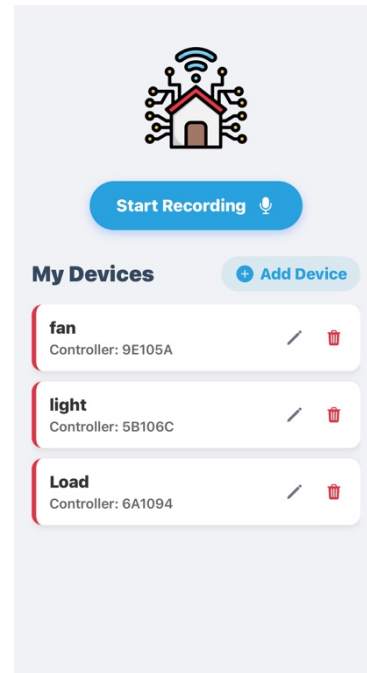 Start Recording
My Devices
Add Device
fan
Controller: 9E105A
light
Controller: 5B106C
Load
Controller: 6A1094